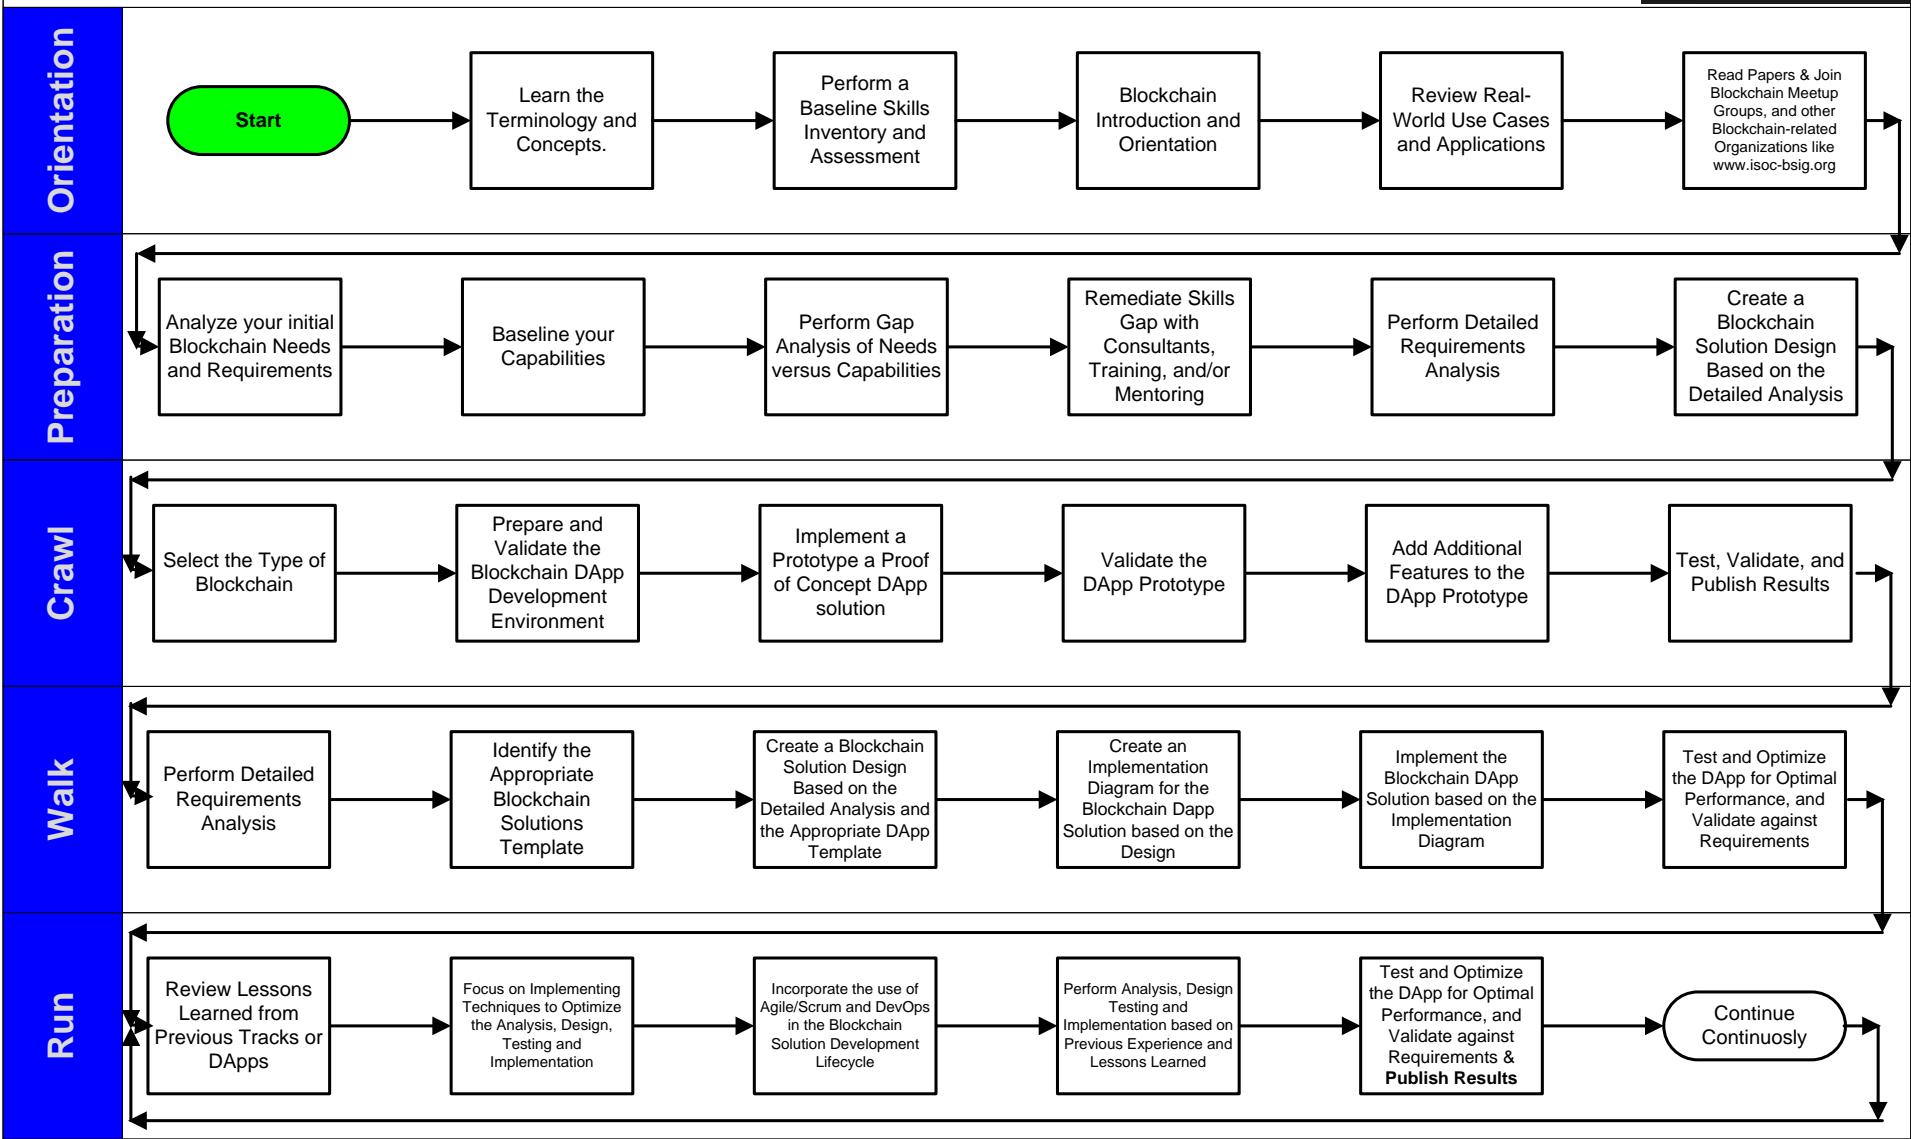 Orientation
Start
Learn the
Terminology and
Concepts.
Perform a
Baseline Skills
Inventory and
Assessment
Blockchain
Introduction and
Orientation
Review Real-
World Use Cases
and Applications
Read Papers & Join
Blockchain Meetup
Groups, and other
Blockchain-related
Organizations like
www.isoc-bsig.org
Preparation
Analyze your initial
Blockchain Needs
and Requirements
Baseline your
Capabilities
Perform Gap
Analysis of Needs
versus Capabilities
Remediate Skills
Gap with
Consultants,
Training, and/or
Mentoring
Perform Detailed
Requirements
Analysis
Create a
Blockchain
Solution Design
Based on the
Detailed Analysis
Crawl
Select the Type of
Blockchain
Prepare and
Validate the
Blockchain DApp
Development
Environment
Implement a
Prototype a Proof
of Concept DApp
solution
Validate the
DApp Prototype
Add Additional
Features to the
DApp Prototype
Test, Validate, and
Publish Results
Walk
Perform Detailed
Requirements
Analysis
Identify the
Appropriate
Blockchain
Solutions
Template
Create a Blockchain
Solution Design
Based on the
Detailed Analysis and
the Appropriate DApp
Template
Create an
Implementation
Diagram for the
Blockchain Dapp
Solution based on the
Design
Implement the
Blockchain DApp
Solution based on the
Implementation
Diagram
Test and Optimize
the DApp for Optimal
Performance, and
Validate against
Requirements
Run
Review Lessons
Learned from
Previous Tracks or
DApps
Focus on Implementing
Techniques to Optimize
the Analysis, Design,
Testing and
Implementation
Incorporate the use of
Agile/Scrum and DevOps
in the Blockchain
Solution Development
Lifecycle
Perform Analysis, Design
Testing and
Implementation based on
Previous Experience and
Lessons Learned
Test and Optimize
the DApp for Optimal
Performance, and
Validate against
Requirements &
Publish Results
Continue
Continuosly